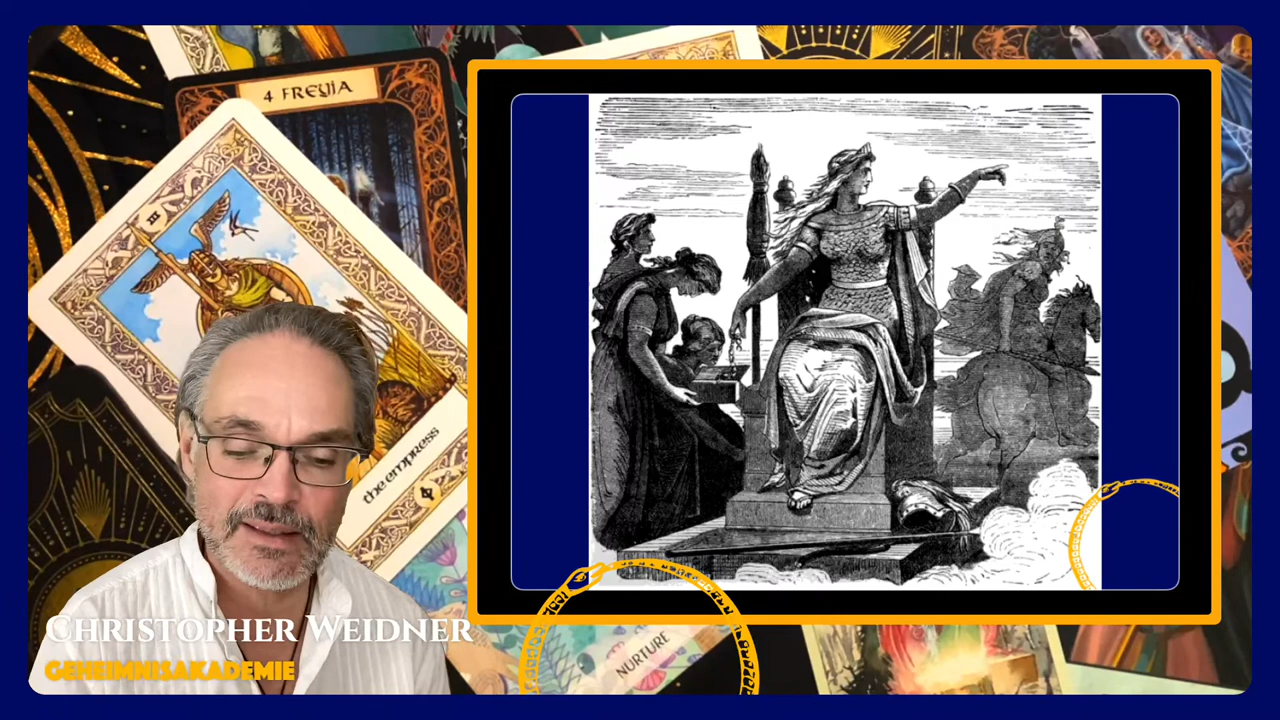 4 FREYJA
III
the empress
CHRISTOPHER WEIDNER
GEHEIMNISAKADEMIE
NURTURE